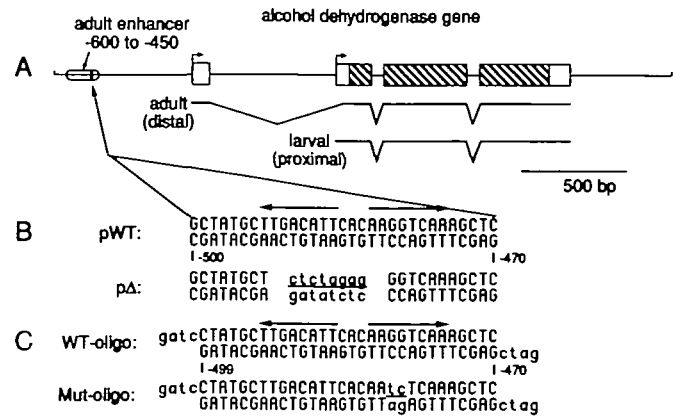 alcohol dehydrogenase gene
adult enhancer
-600 to -450
A
adult
(distal)
larval
(proximal)
500 bp
B
pWT:
GCTATGCTTGACATTCACAAGGTCAAAGCTC
CGATACGAACTGTAAGTGTTCCAGTTTCGAG
-500 -470
pΔ:
GCTATGCT ctctagag GGTCAAAGCTC
CGATACGA gatatctc CCAGTTTCGAG
C
WT-oligo:
gatcCTATGCTTGACATTCACAAGGTCAAAGCTC
GATACGAACTGTAAGTGTTCCAGTTTCGAGctag
-499 -470
Mut-oligo:
gatcCTATGCTTGACATTCACAAtcTCAAAGCTC
GATACGAACTGTAAGTGTTagAGTTTCGAGctag